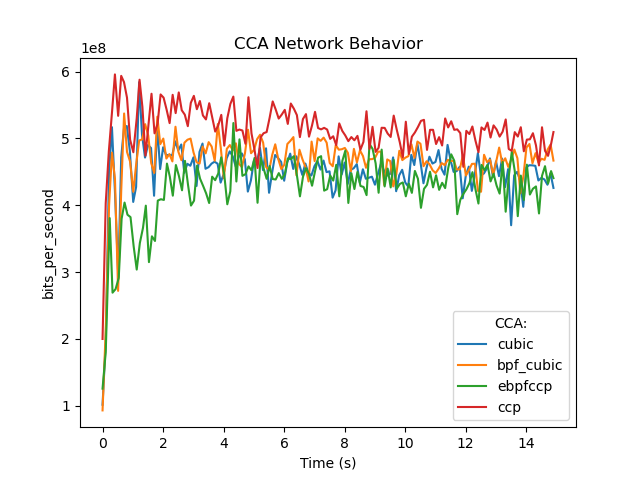 CCA Network Behavior
1e8
6
5
4
3
2
1
bits_per_second
0 2 4 6 8 10 12 14
Time (s)
CCA:
cubic
bpf_cubic
ebpfccp
ccp